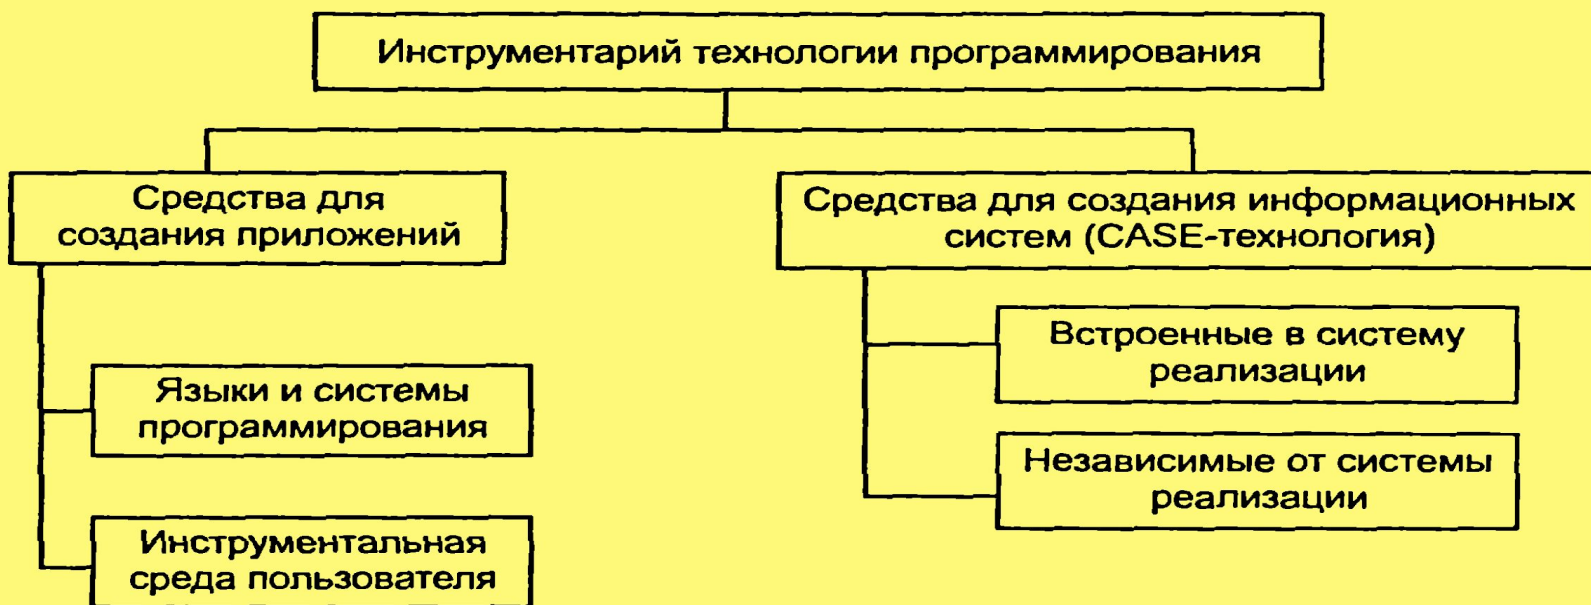 Инструментарий технологии программирования
Средства для
создания приложений
Средства для создания информационных
систем (CASE-технология)
Встроенные в систему
реализации
Языки и системы
программирования
Независимые от системы
реализации
Инструментальная
среда пользователя